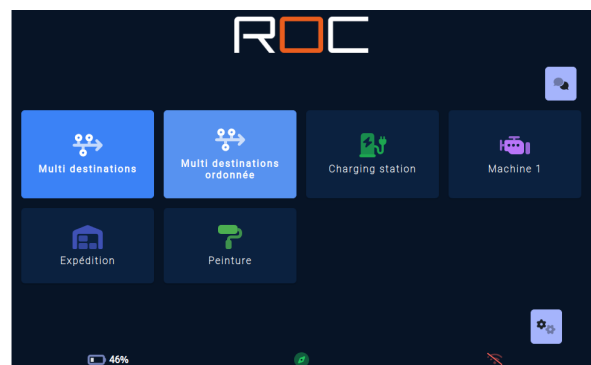 ROC
Multi destinations
Multi destinations
ordonnée
Charging station
Machine 1
Expédition
Peinture
46%